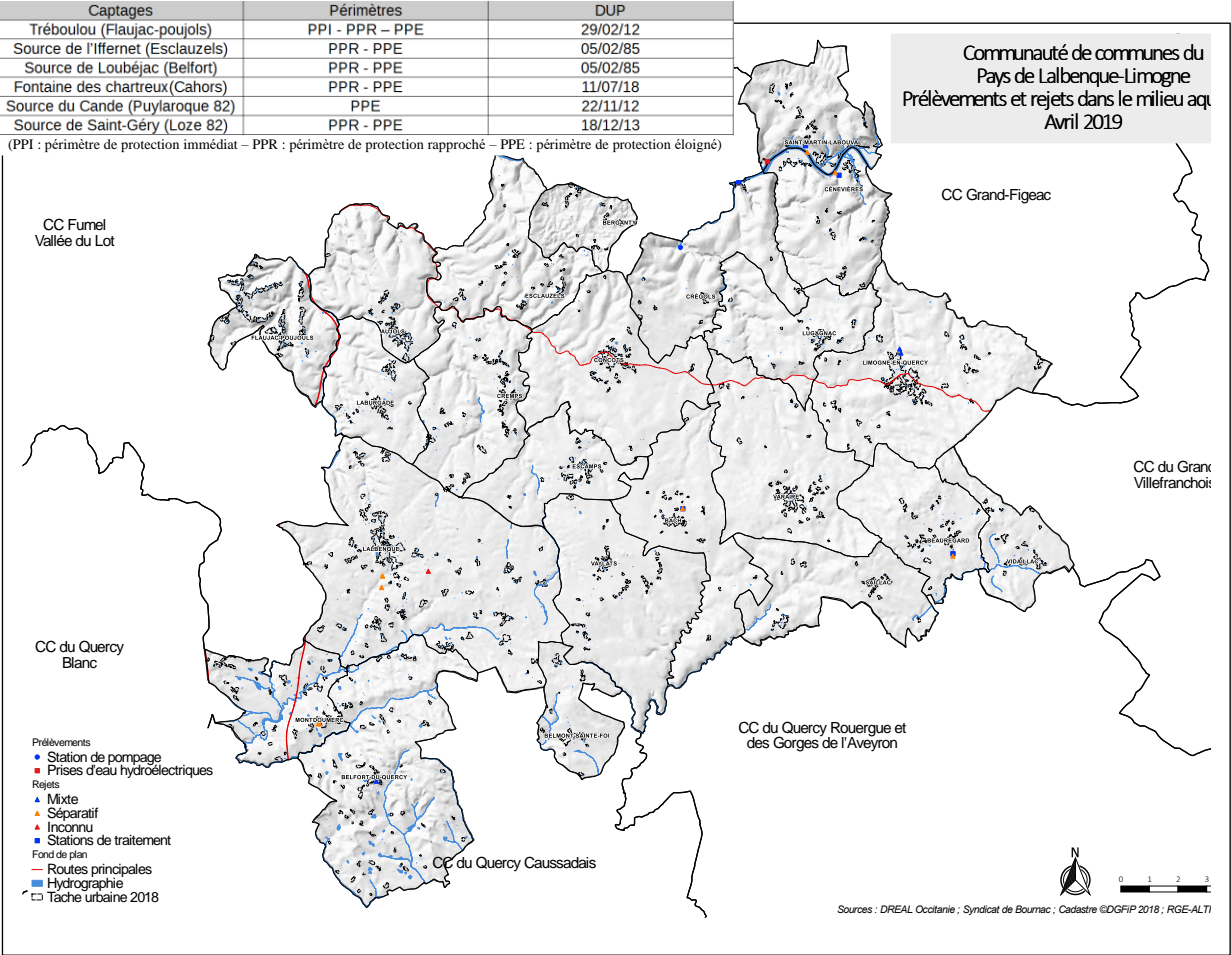 Captages Périmètres DUP
Tréboulou (Flaujac-poujols) PPI - PPR – PPE 29/02/12
Source de l'Iffernet (Esclauzels) PPR - PPE 05/02/85
Source de Loubéjac (Belfort) PPR - PPE 05/02/85
Fontaine des chartreux(Cahors) PPR - PPE 11/07/18
Source du Cande (Puylaroque 82) PPE 22/11/12
Source de Saint-Géry (Loze 82) PPR - PPE 18/12/13
(PPI : périmètre de protection immédiat – PPR : périmètre de protection rapproché – PPE : périmètre de protection éloigné)
Communauté de communes du
Pays de Lalbenque-Limogne
Prélèvements et rejets dans le milieu aqu
Avril 2019
SAINT-MARTIN-LABOUVAL
CÉNEVIÈRES
CC Grand-Figeac
CC Fumel
Vallée du Lot
BERGANTY
ESCLAUZELS
CRÉGOLS
FLAUJAC-POUJOULS
AUJOLS
LUGAGNAC
CONCOTS
LIMOGNE-EN-QUERCY
LABURGADE
CREMPS
ESCAMPS
CC du Grand
Villefranchois
VARAIRE
BACH
LALBENQUE
BEAUREGARD
VAYLATS
VIDAILLAC
SAILLAC
CC du Quercy
Blanc
MONTDOUMERC
BELMONT-SAINTE-FOI
CC du Quercy Rouergue et
des Gorges de l'Aveyron
BELFORT-DU-QUERCY
CC du Quercy Caussadais
Prélèvements
Station de pompage
Prises d'eau hydroélectriques
Rejets
Mixte
Séparatif
Inconnu
Stations de traitement
Fond de plan
Routes principales
Hydrographie
Tache urbaine 2018
N
0 1 2 3
Sources : DREAL Occitanie ; Syndicat de Bournac ; Cadastre ©DGFiP 2018 ; RGE-ALTI